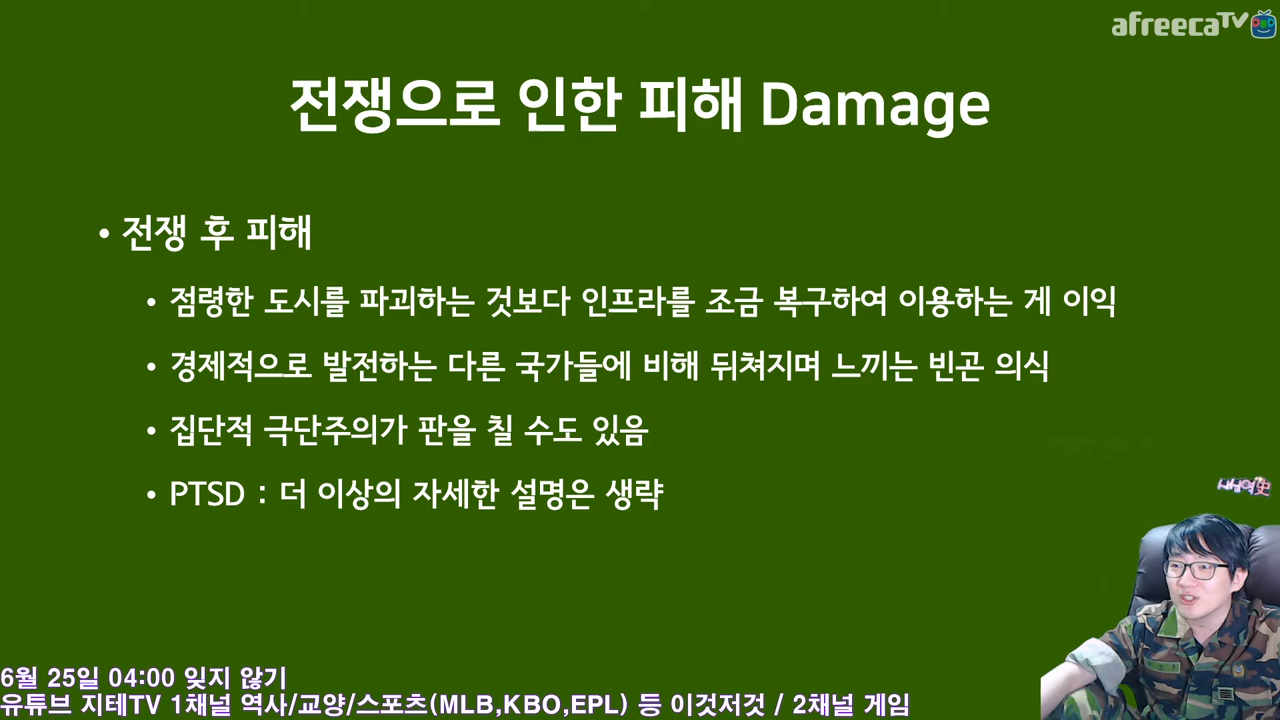 afreecaTV
전쟁으로 인한 피해 Damage
• 전쟁 후 피해
• 점령한 도시를 파괴하는 것보다 인프라를 조금 복구하여 이용하는 게 이익
• 경제적으로 발전하는 다른 국가들에 비해 뒤쳐지며 느끼는 빈곤 의식
• 집단적 극단주의가 판을 칠 수도 있음
• PTSD : 더 이상의 자세한 설명은 생략
6월 25일 04:00 잊지 않기
유튜브 지테TV 1채널 역사/교양/스포츠(MLB,KBO,EPL) 등 이것저것 / 2채널 게임